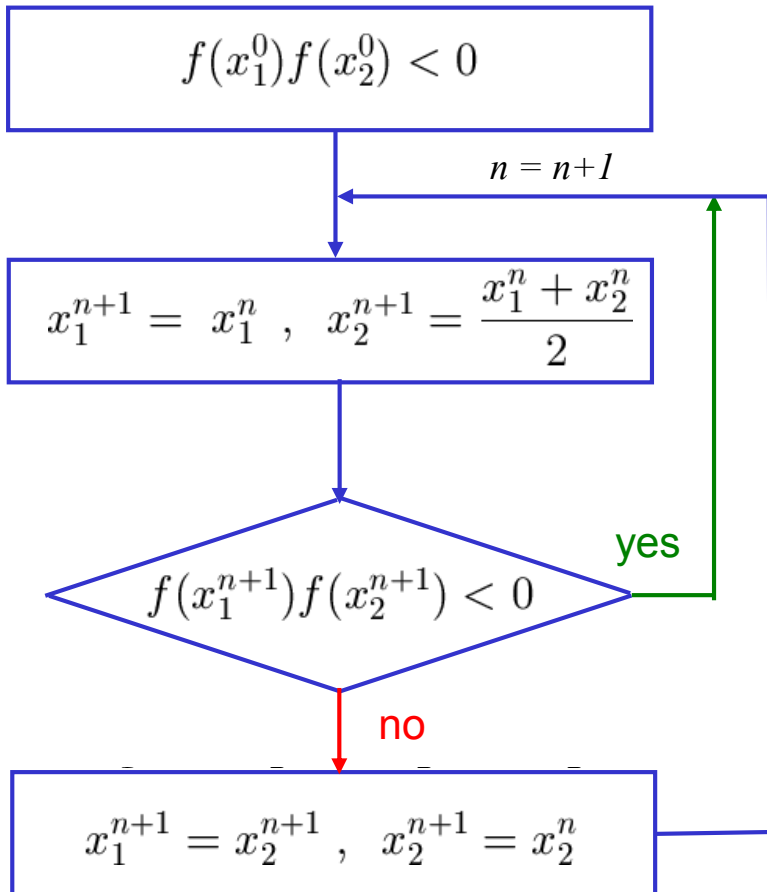 $f(x_1^0)f(x_2^0) < 0$
n = n+1
$x_1^{n+1} = x_1^n , x_2^{n+1} = \frac{x_1^n + x_2^n}{2}$
yes
$f(x_1^{n+1})f(x_2^{n+1}) < 0$
no
$x_1^{n+1} = x_2^{n+1} , x_2^{n+1} = x_2^n$